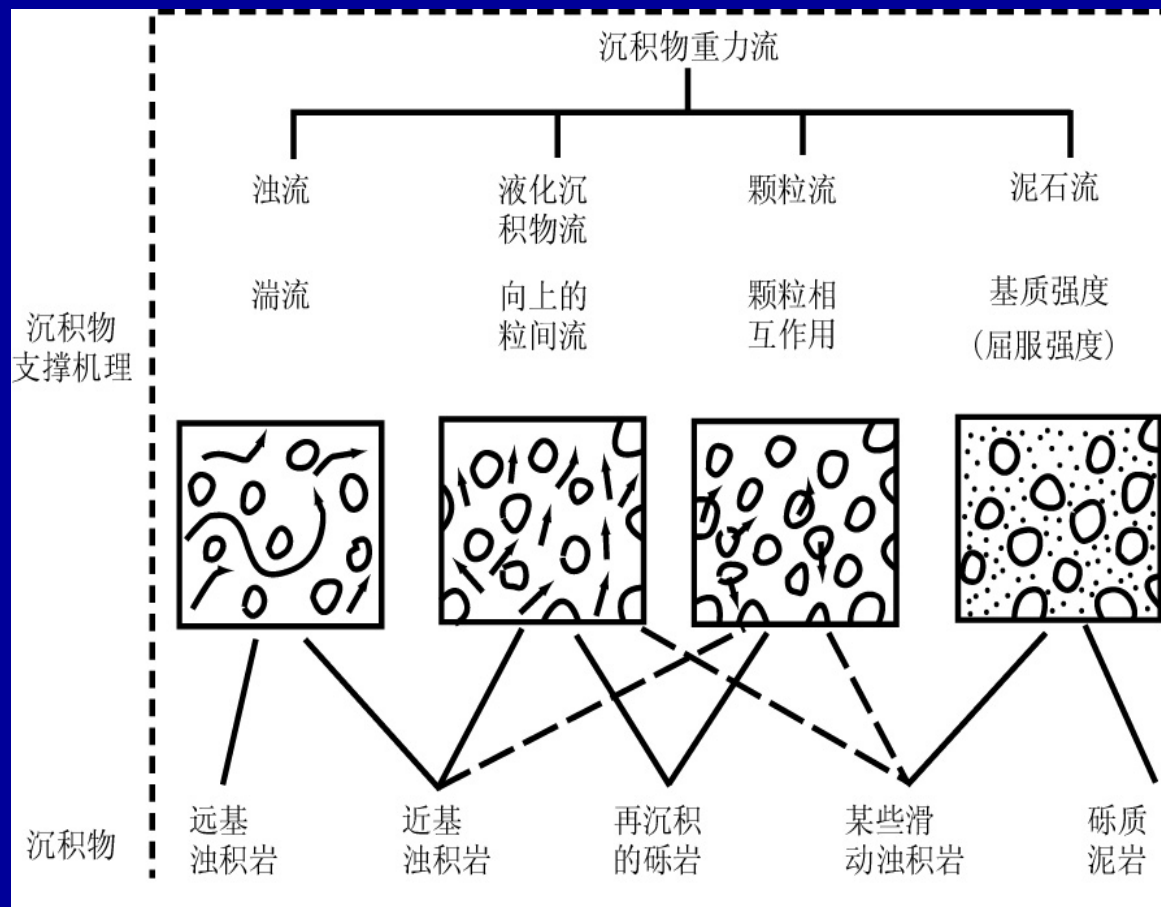 沉积物重力流
浊流
液化沉
积物流
颗粒流
泥石流
湍流
向上的
粒间流
颗粒相
互作用
基质强度
(屈服强度)
沉积物
支撑机理
远基
浊积岩
近基
浊积岩
再沉积
的砾岩
某些滑
动浊积岩
砾质
泥岩
沉积物